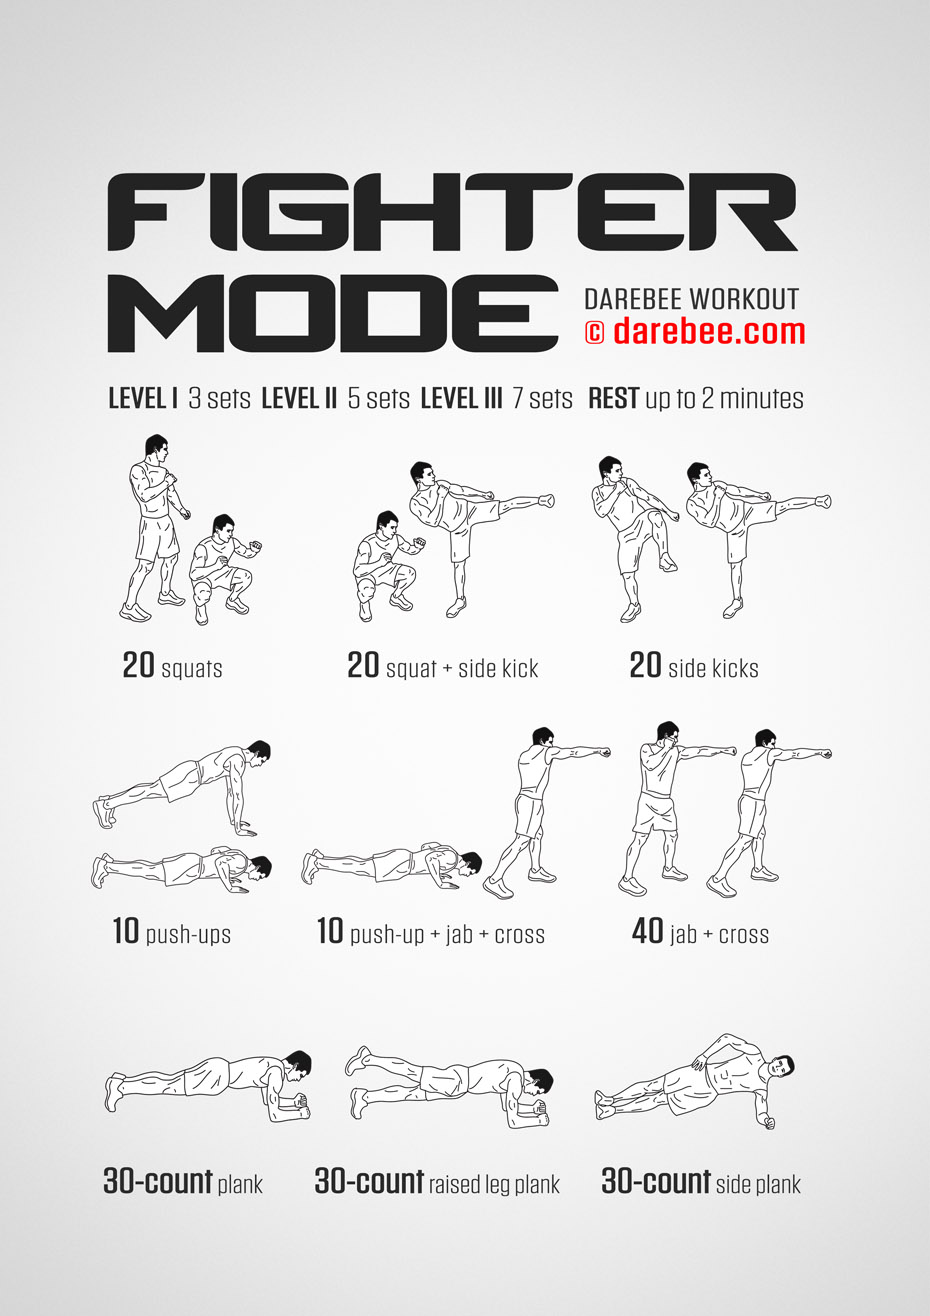 FIGHTER
MODE
DAREBEE WORKOUT
© darebee.com
LEVEL I 3 sets LEVEL II 5 sets LEVEL III 7 sets REST up to 2 minutes
20 squats
20 squat + side kick
20 side kicks
10 push-ups
10 push-up + jab + cross
40 jab + cross
30-count plank
30-count raised leg plank
30-count side plank